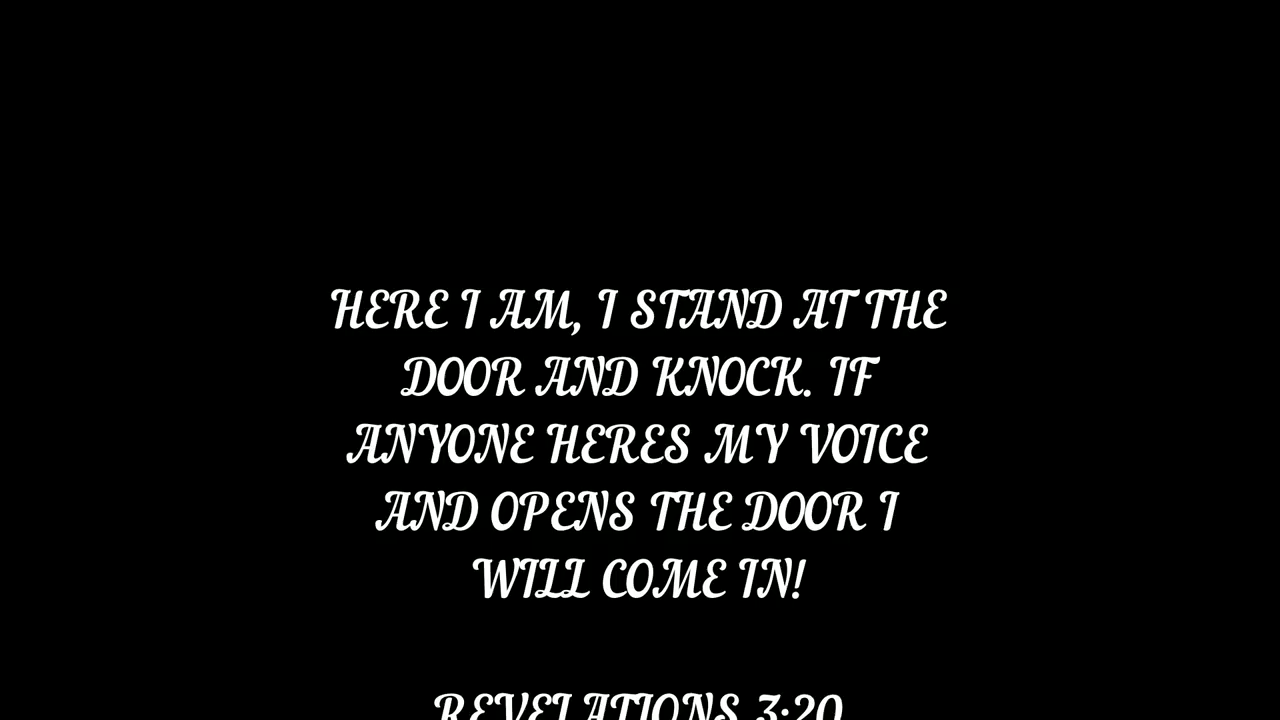 HERE I AM, I STAND AT THE
DOOR AND KNOCK. IF
ANYONE HERES MY VOICE
AND OPENS THE DOOR I
WILL COME IN!
REVELATIONS 3:20